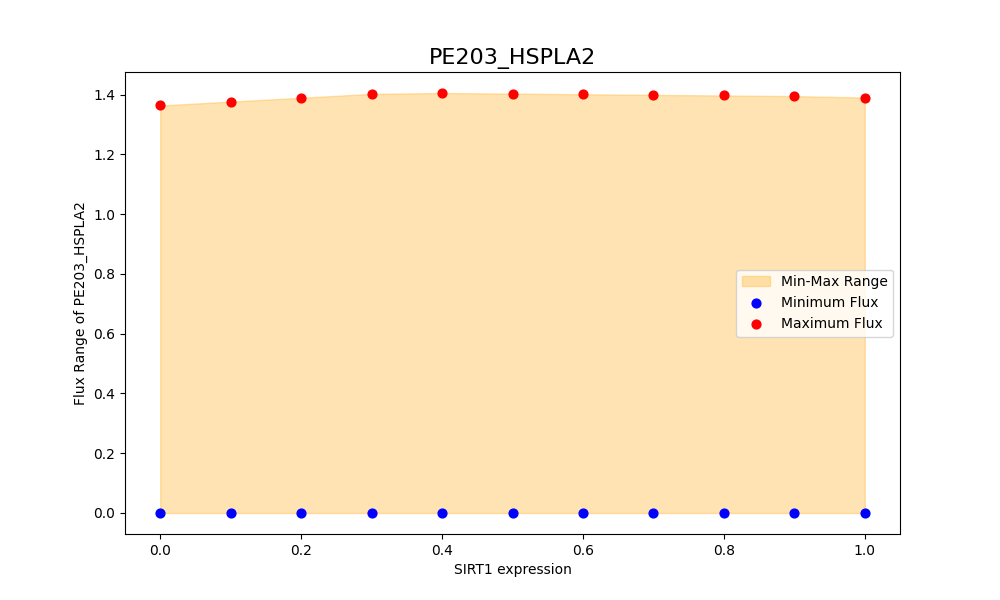 PE203_HSPLA2
Flux Range of PE203_HSPLA2
1.4
1.2
1.0
0.8
0.6
0.4
0.2
0.0
Min-Max Range
Minimum Flux
Maximum Flux
0.0 0.2 0.4 0.6 0.8 1.0
SIRT1 expression